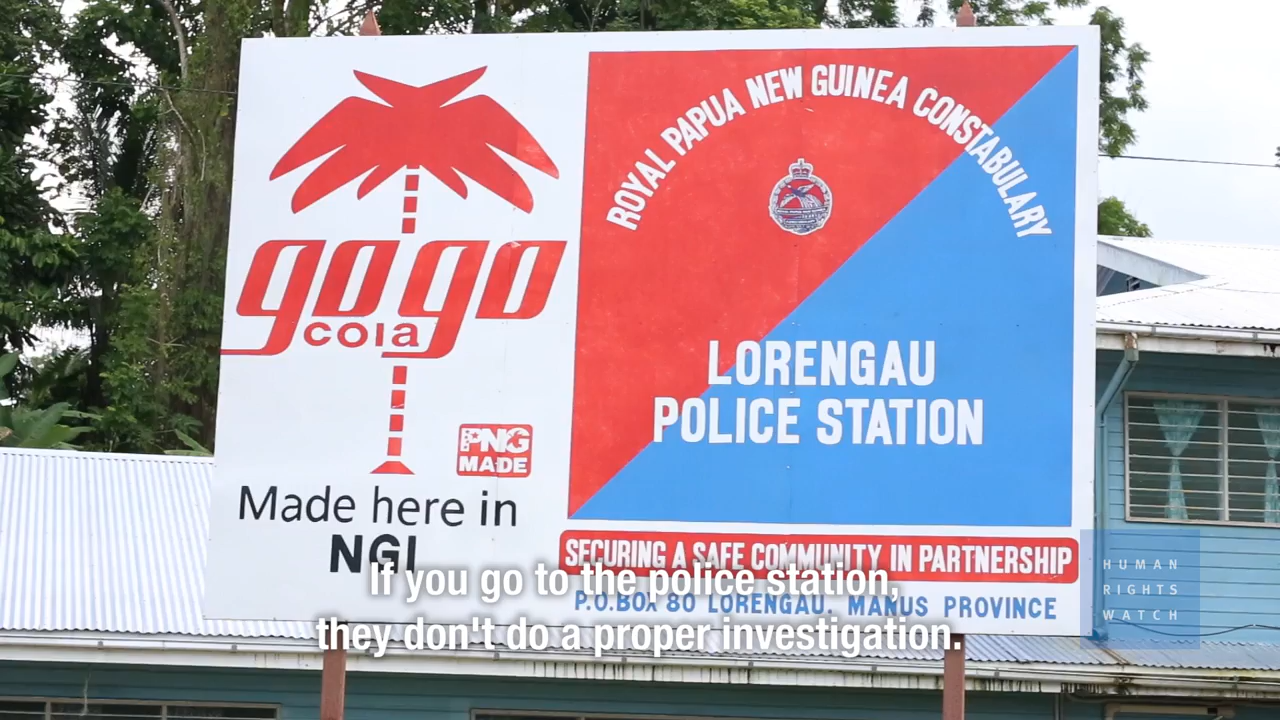 gogo
cola
PNG
MADE
Made here in
NGI
ROYAL PAPUA NEW GUINEA CONSTABULARY
LORENGAU
POLICE STATION
SECURING A SAFE COMMUNITY IN PARTNERSHIP
P.O.BOX 80 LORENGAU. MANUS PROVINCE
If you go to the police station,
they don't do a proper investigation.
HUMAN
RIGHTS
WATCH